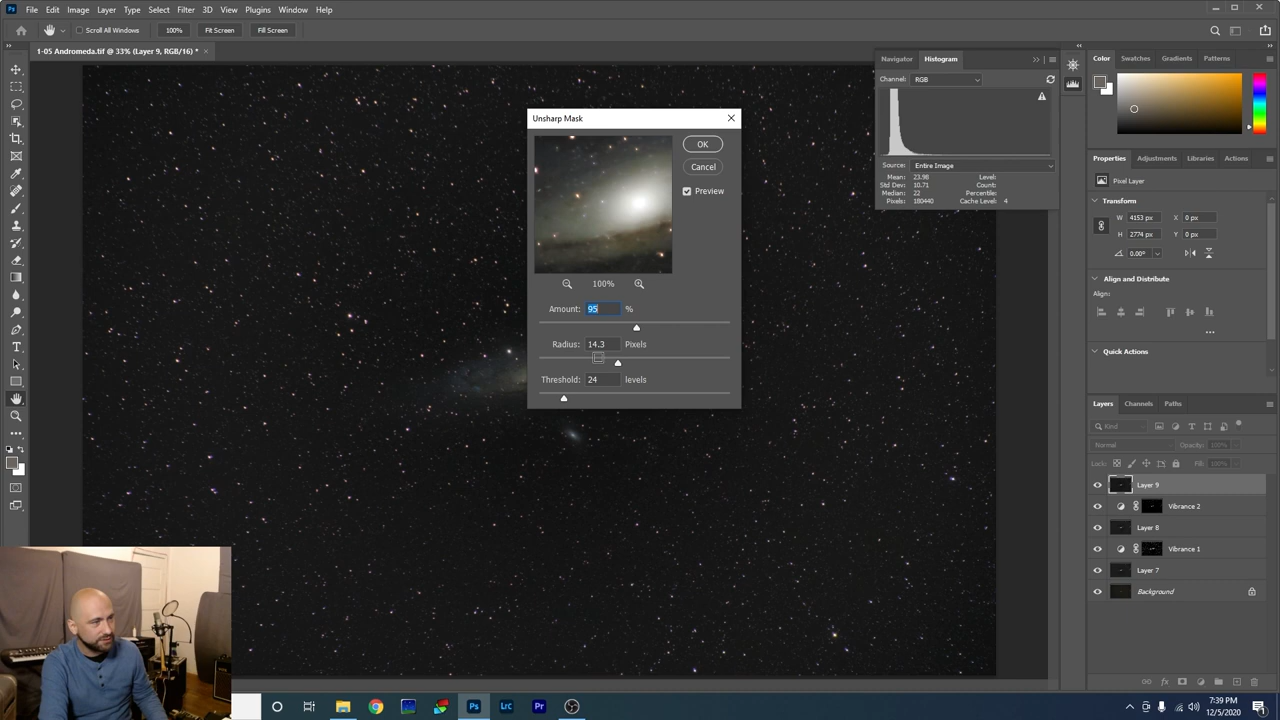 Ps File Edit Image Layer Type Select Filter 3D View Plugins Window Help
Scroll All Windows 100% Fit Screen Fill Screen
1-05 Andromeda.tif @ 33% (Layer 9, RGB/16) * ×
Unsharp Mask
OK
Cancel
Preview
100%
Amount: 95 %
Radius: 14.3 Pixels
Threshold: 24 levels
Navigator Histogram
Channel: RGB
Source: Entire Image
Mean: 23.98 Level:
Std Dev: 10.71 Count:
Median: 22 Percentile:
Pixels: 180440 Cache Level: 4
Color Swatches Gradients Patterns
Properties Adjustments Libraries Actions
Pixel Layer
Transform
W 4153 px X 0 px
H 2774 px Y 0 px
0.00°
Align and Distribute
Align:
Quick Actions
Layers Channels Paths
Kind
Normal Opacity: 100%
Lock: Fill: 100%
Layer 9
Vibrance 2
Layer 8
Vibrance 1
Layer 7
Background
Ps Lrc Pr
7:39 PM
12/5/2020